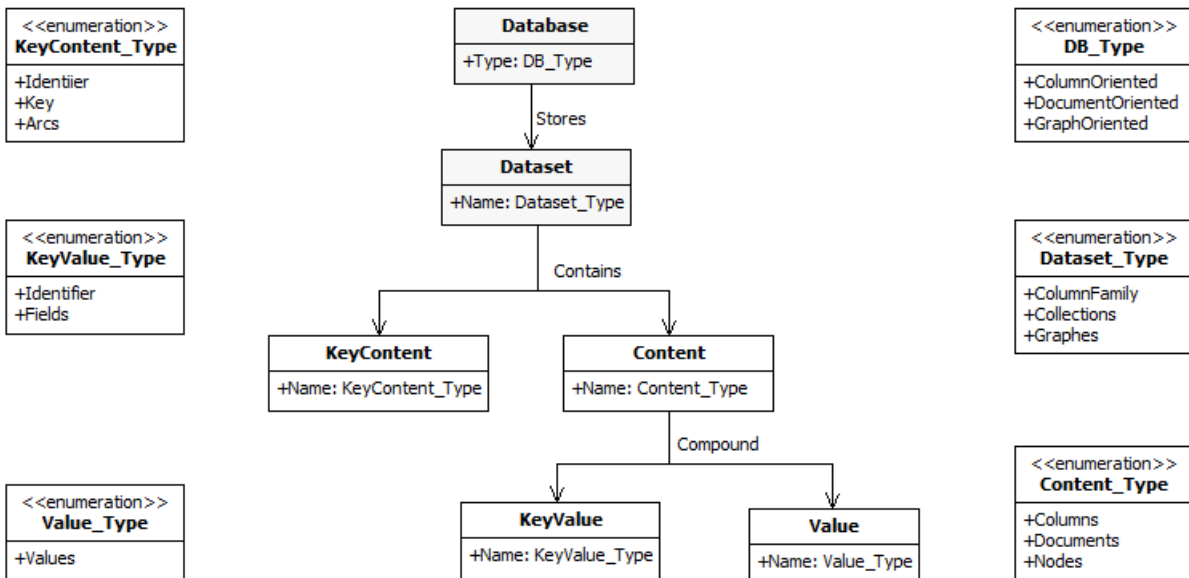 <<enumeration>>
KeyContent_Type
+Identiier
+Key
+Arcs
Database
+Type: DB_Type
<<enumeration>>
DB_Type
+ColumnOriented
+DocumentOriented
+GraphOriented
Stores
Dataset
+Name: Dataset_Type
<<enumeration>>
KeyValue_Type
+Identifier
+Fields
Contains
<<enumeration>>
Dataset_Type
+ColumnFamily
+Collections
+Graphes
KeyContent
+Name: KeyContent_Type
Content
+Name: Content_Type
Compound
<<enumeration>>
Value_Type
+Values
KeyValue
+Name: KeyValue_Type
Value
+Name: Value_Type
<<enumeration>>
Content_Type
+Columns
+Documents
+Nodes